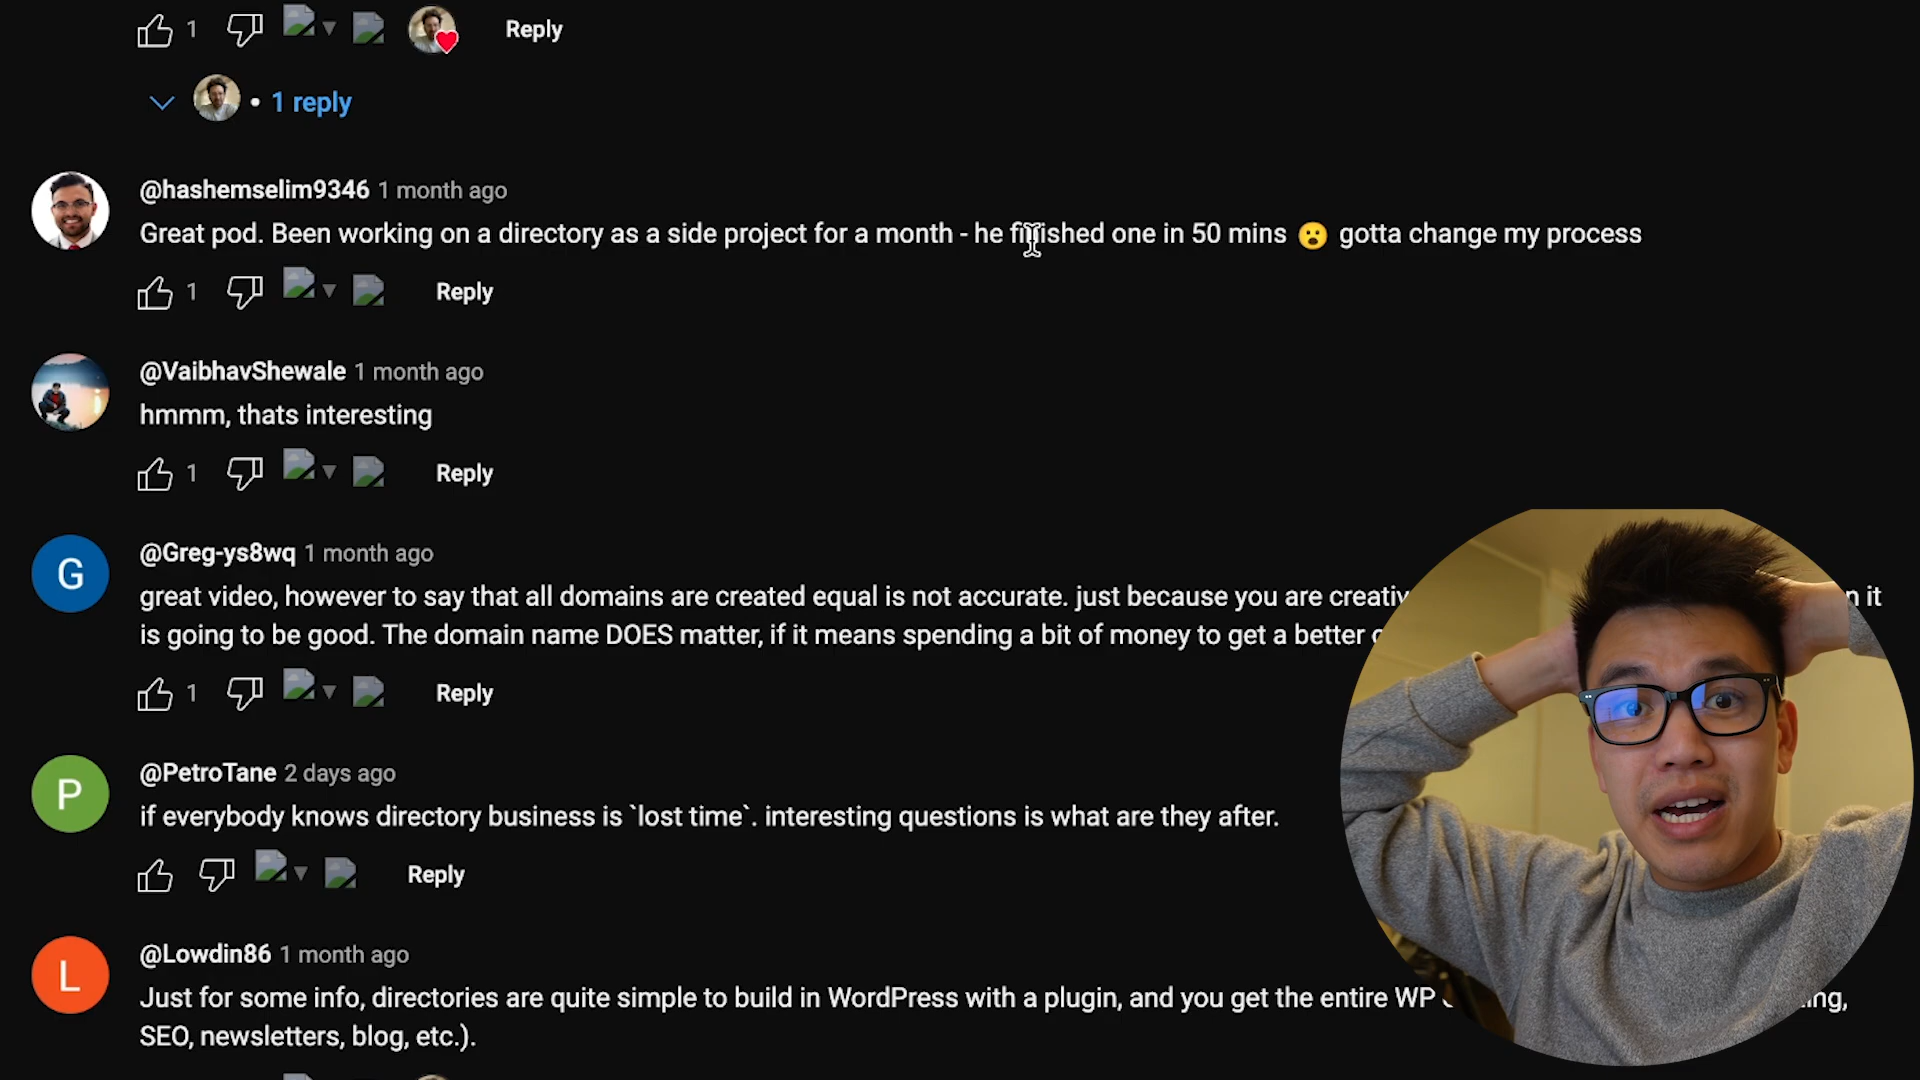 1 Reply
• 1 reply
@hashemselim9346 1 month ago
Great pod. Been working on a directory as a side project for a month - he finished one in 50 mins 😮 gotta change my process
1 Reply
@VaibhavShewale 1 month ago
hmmm, thats interesting
1 Reply
G
@Greg-ys8wq 1 month ago
great video, however to say that all domains are created equal is not accurate. just because you are it
is going to be good. The domain name DOES matter, if it means spending a bit of money to get a better
1 Reply
P
@PetroTane 2 days ago
if everybody knows directory business is `lost time`. interesting questions is what are they after.
Reply
L
@Lowdin86 1 month ago
Just for some info, directories are quite simple to build in WordPress with a plugin, and you get the entire WP
SEO, newsletters, blog, etc.).